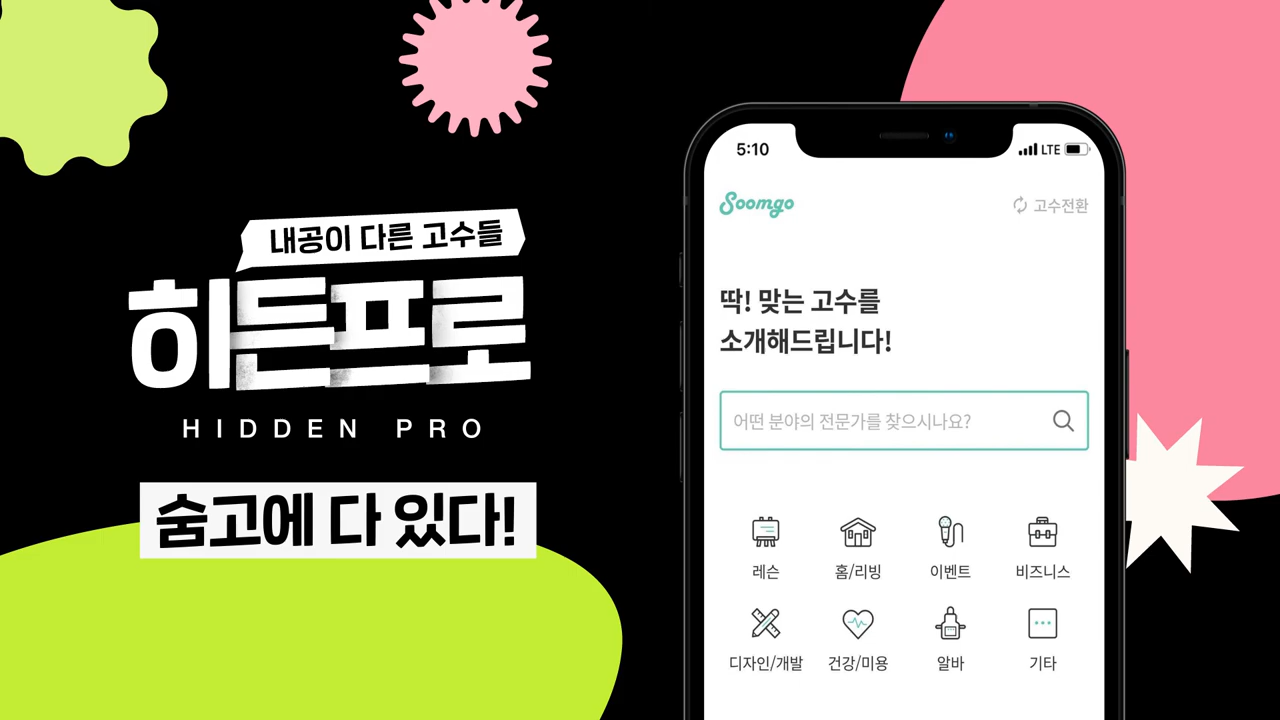 내공이 다른 고수들
히든프로
HIDDEN PRO
숨고에 다 있다!
5:10
LTE
Soomgo
고수전환
딱! 맞는 고수를
소개해드립니다!
어떤 분야의 전문가를 찾으시나요?
레슨
홈/리빙
이벤트
비즈니스
디자인/개발
건강/미용
알바
기타